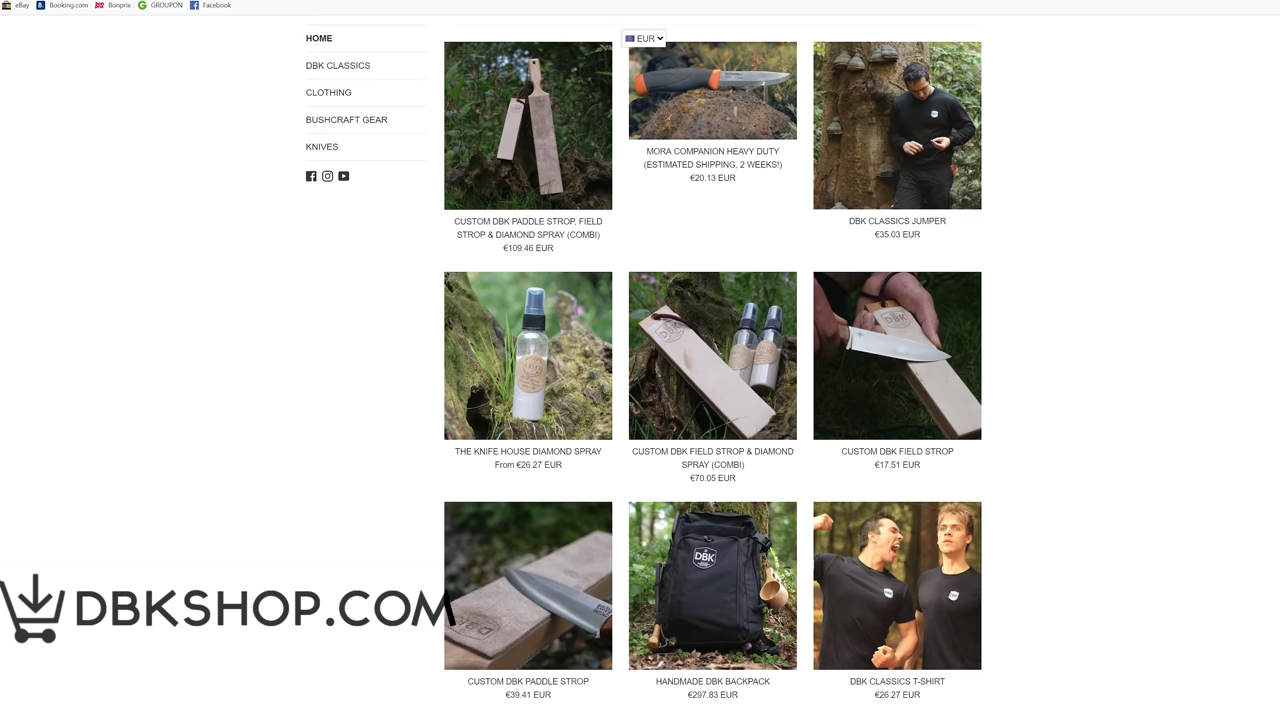 eBay Booking.com Bonprix GROUPON Facebook
EUR
HOME
DBK CLASSICS
CLOTHING
BUSHCRAFT GEAR
KNIVES
CUSTOM DBK PADDLE STROP, FIELD
STROP & DIAMOND SPRAY (COMBI)
€109.46 EUR
MORA COMPANION HEAVY DUTY
(ESTIMATED SHIPPING, 2 WEEKS!)
€20.13 EUR
DBK CLASSICS JUMPER
€35.03 EUR
DBK
DBK
THE KNIFE HOUSE DIAMOND SPRAY
From €26.27 EUR
CUSTOM DBK FIELD STROP & DIAMOND
SPRAY (COMBI)
€70.05 EUR
CUSTOM DBK FIELD STROP
€17.51 EUR
DBK
DBK
CUSTOM DBK PADDLE STROP
€39.41 EUR
HANDMADE DBK BACKPACK
€297.83 EUR
DBK CLASSICS T-SHIRT
€26.27 EUR
DBKSHOP.COM